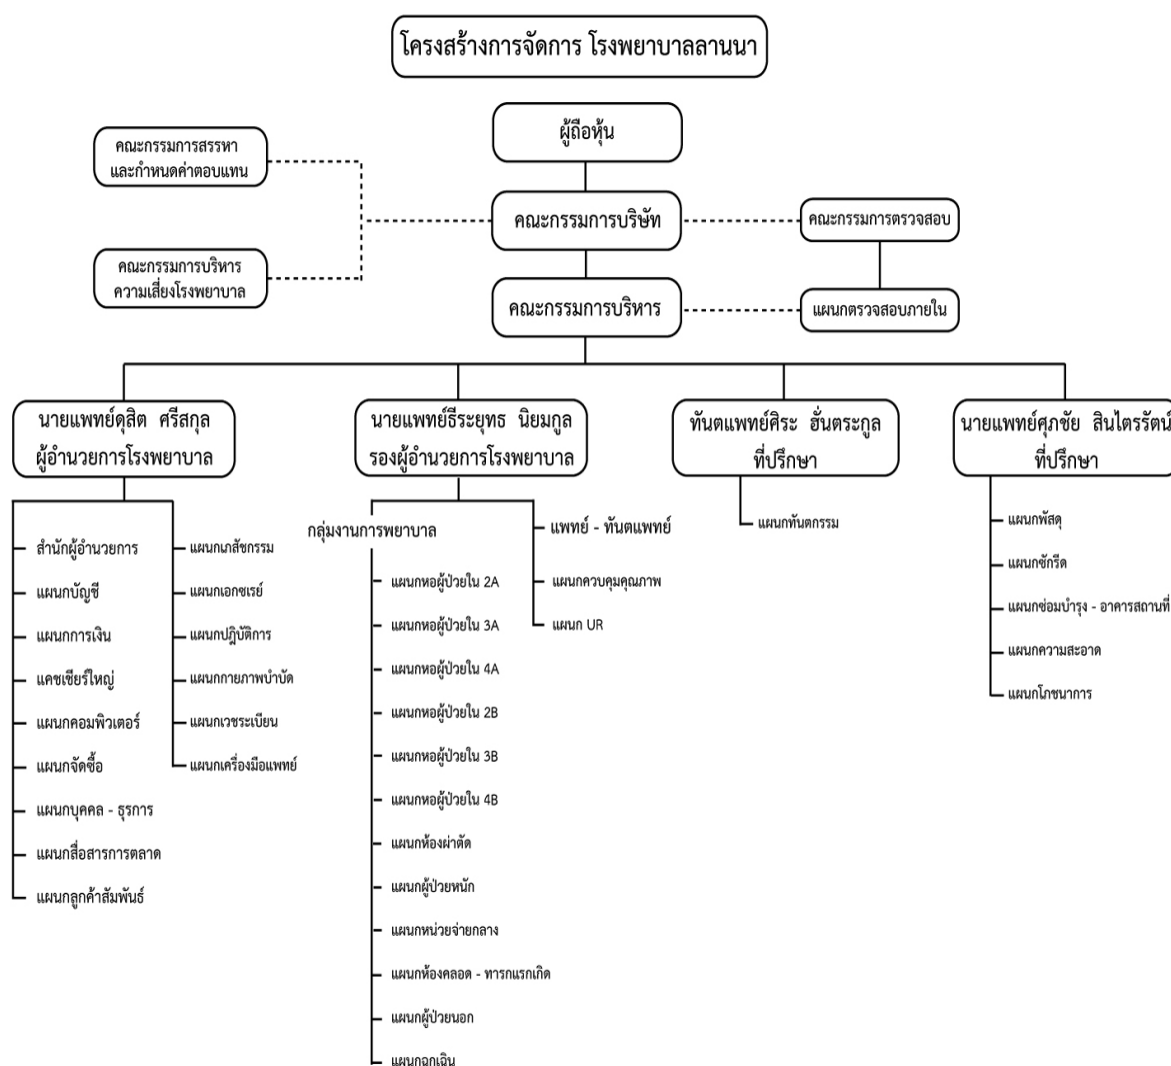 โครงสร้างการจัดการ โรงพยาบาลลานนา
ผู้ถือหุ้น
คณะกรรมการสรรหา
และกำหนดค่าตอบแทน
คณะกรรมการบริษัท
คณะกรรมการตรวจสอบ
คณะกรรมการบริหาร
ความเสี่ยงโรงพยาบาล
คณะกรรมการบริหาร
แผนกตรวจสอบภายใน
นายแพทย์ดุสิต ศรีสกุล
ผู้อำนวยการโรงพยาบาล
นายแพทย์ธีระยุทธ นิยมกูล
รองผู้อำนวยการโรงพยาบาล
ทันตแพทย์ศิระ ฮั่นตระกูล
ที่ปรึกษา
นายแพทย์ศุภชัย สินไตรรัตน์
ที่ปรึกษา
สำนักผู้อำนวยการ
แผนกบัญชี
แผนกการเงิน
แคชเชียร์ใหญ่
แผนกคอมพิวเตอร์
แผนกจัดซื้อ
แผนกบุคคล - ธุรการ
แผนกสื่อสารการตลาด
แผนกลูกค้าสัมพันธ์
แผนกเภสัชกรรม
แผนกเอกซเรย์
แผนกปฏิบัติการ
แผนกกายภาพบำบัด
แผนกเวชระเบียน
แผนกเครื่องมือแพทย์
กลุ่มงานการพยาบาล
แผนกหอผู้ป่วยใน 2A
แผนกหอผู้ป่วยใน 3A
แผนกหอผู้ป่วยใน 4A
แผนกหอผู้ป่วยใน 2B
แผนกหอผู้ป่วยใน 3B
แผนกหอผู้ป่วยใน 4B
แผนกห้องผ่าตัด
แผนกผู้ป่วยหนัก
แผนกหน่วยจ่ายกลาง
แผนกห้องคลอด - ทารกแรกเกิด
แผนกผู้ป่วยนอก
แผนกฉุกเฉิน
แพทย์ - ทันตแพทย์
แผนกควบคุมคุณภาพ
แผนก UR
แผนกทันตกรรม
แผนกพัสดุ
แผนกซักรีด
แผนกซ่อมบำรุง - อาคารสถานที่
แผนกความสะอาด
แผนกโภชนาการ